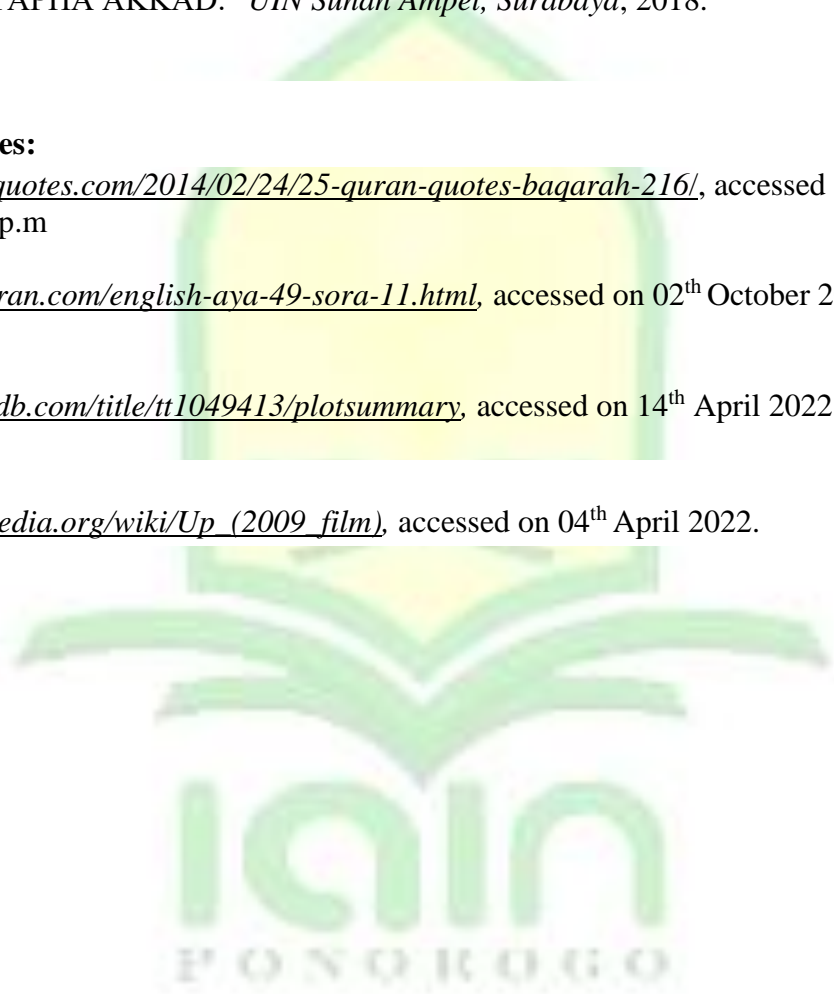 TAPHA AKKAD." UIN Sunan Ampel, Surabaya, 2018.
es:
quotes.com/2014/02/24/25-quran-quotes-baqarah-216/, accessed
p.m
ran.com/english-aya-49-sora-11.html, accessed on 02th October 2
db.com/title/tt1049413/plotsummary, accessed on 14th April 2022
edia.org/wiki/Up_(2009_film), accessed on 04th April 2022.
iain
PONOROGO